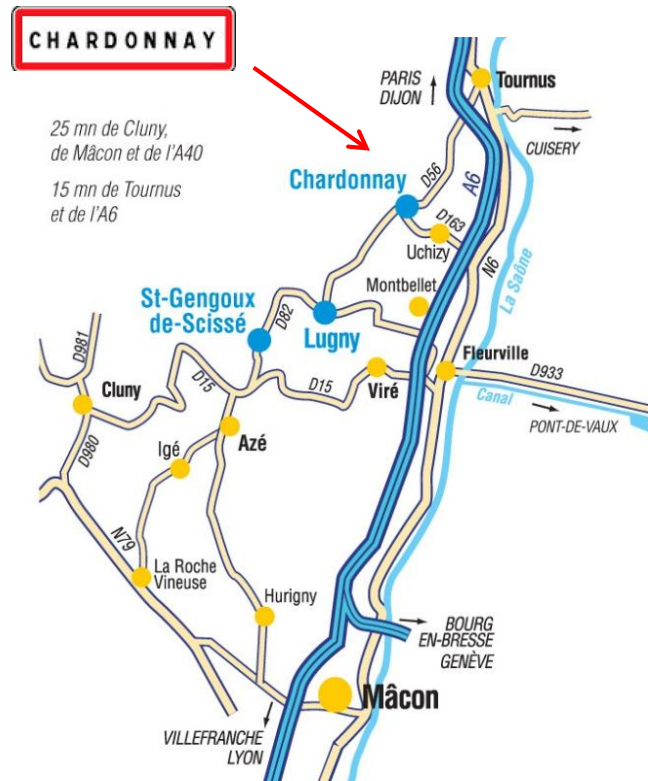 CHARDONNAY
25 mn de Cluny,
de Mâcon et de l'A40
15 mn de Tournus
et de l'A6
PARIS
DIJON
Tournus
CUISERY
Chardonnay
D56
A6
D163
Uchizy
N6
La Saône
Montbellet
St-Gengoux
de-Scissé
D82
Lugny
D981
Cluny
D15
D15
Viré
Fleurville
D933
Canal
PONT-DE-VAUX
D980
Igé
Azé
N79
La Roche
Vineuse
Hurigny
BOURG
EN-BRESSE
GENÈVE
Mâcon
VILLEFRANCHE
LYON